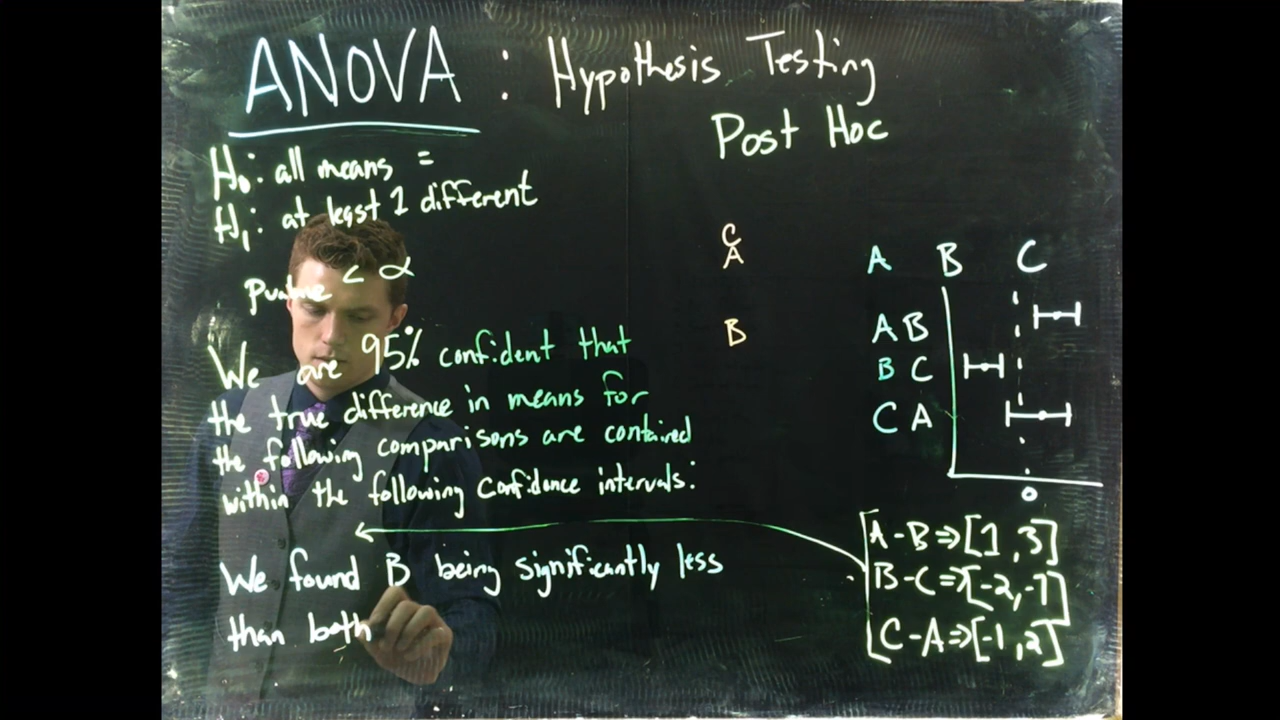 ANOVA : Hypothesis Testing
Post Hoc
H₀: all means =
H₁: at least 1 different
Pvalue < α
We are 95% confident that
the true difference in means for
the following comparisons are contained
within the following confidence intervals:
We found B being significantly less
than both
C
A
B
A B C
A B
B C
C A
0
A-B⇒[1,3]
B-C⇒[-2,-1]
C-A⇒[-1,2]